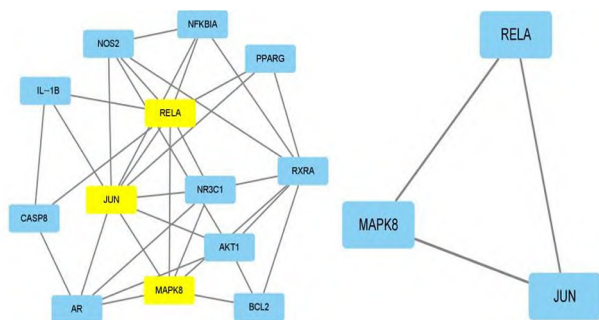 NFKBIA
NOS2
PPARG
IL-1B
RELA
RXRA
NR3C1
JUN
CASP8
AKT1
MAPK8
AR
BCL2
RELA
MAPK8
JUN